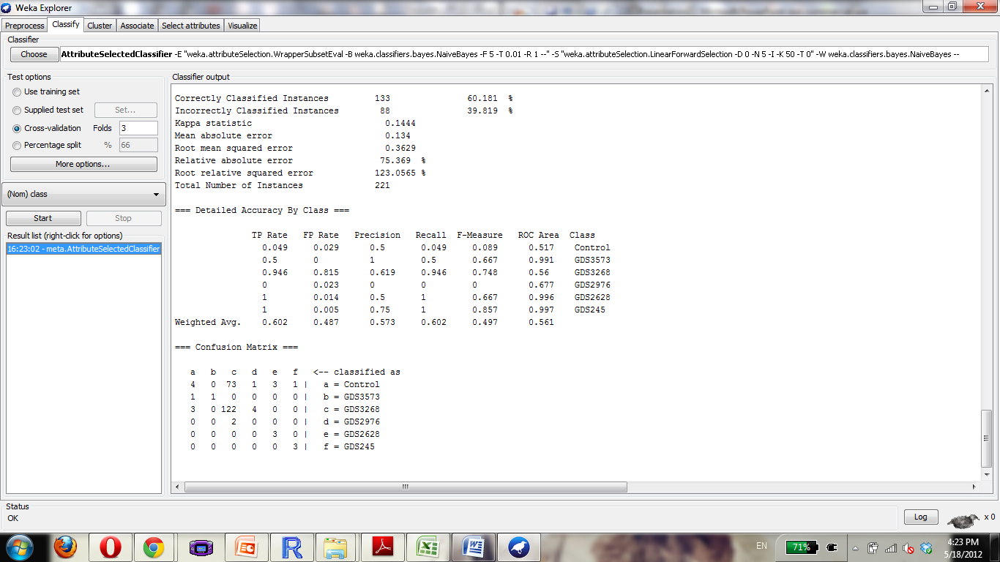 Weka Explorer
Preprocess Classify Cluster Associate Select attributes Visualize
Classifier
Choose AttributeSelectedClassifier -E "weka.attributeSelection.WrapperSubsetEval -B weka.classifiers.bayes.NaiveBayes -F 5 -T 0.01 -R 1 --" -S "weka.attributeSelection.LinearForwardSelection -D 0 -N 5 -I -K 50 -T 0" -W weka.classifiers.bayes.NaiveBayes --
Test options
Use training set
Supplied test set Set...
Cross-validation Folds 3
Percentage split % 66
More options...
(Nom) class
Start Stop
Result list (right-click for options)
16:23:02 - meta.AttributeSelectedClassifier
Classifier output
Correctly Classified Instances 133 60.181 %
Incorrectly Classified Instances 88 39.819 %
Kappa statistic 0.1444
Mean absolute error 0.134
Root mean squared error 0.3629
Relative absolute error 75.369 %
Root relative squared error 123.0565 %
Total Number of Instances 221
=== Detailed Accuracy By Class ===
TP Rate FP Rate Precision Recall F-Measure ROC Area Class
0.049 0.029 0.5 0.049 0.089 0.517 Control
0.5 0 1 0.5 0.667 0.991 GDS3573
0.946 0.815 0.619 0.946 0.748 0.56 GDS3268
0 0.023 0 0 0 0.677 GDS2976
1 0.014 0.5 1 0.667 0.996 GDS2628
1 0.005 0.75 1 0.857 0.997 GDS245
Weighted Avg. 0.602 0.487 0.573 0.602 0.497 0.561
=== Confusion Matrix ===
a b c d e f <-- classified as
4 0 73 1 3 1 | a = Control
1 1 0 0 0 0 | b = GDS3573
3 0 122 4 0 0 | c = GDS3268
0 0 2 0 0 0 | d = GDS2976
0 0 0 0 3 0 | e = GDS2628
0 0 0 0 0 3 | f = GDS245
Status
OK
Log x 0
EN 71% 4:23 PM
5/18/2012